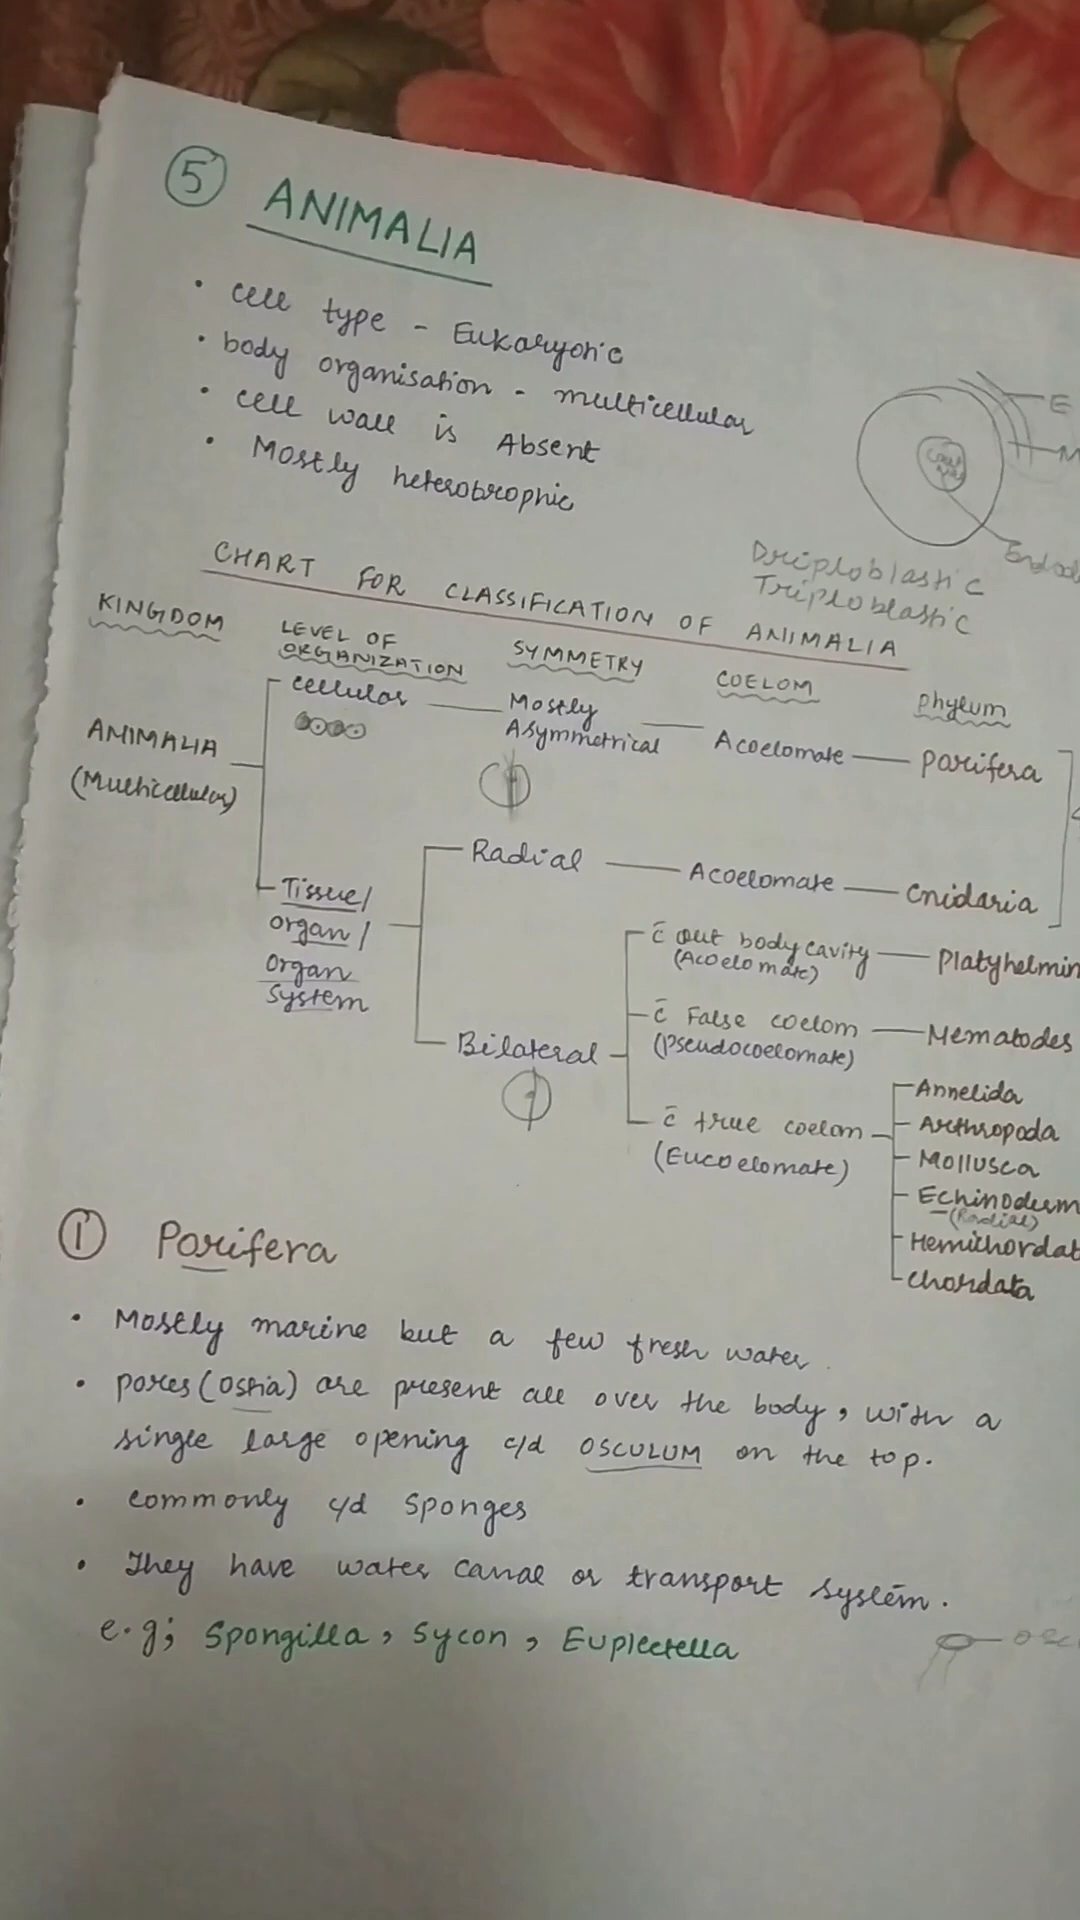 5 ANIMALIA
• cell type - Eukaryotic
• body organisation - multicellular
• cell wall is Absent
• Mostly heterotrophic
E
M
Driploblastic
Triploblastic
CHART FOR CLASSIFICATION OF ANIMALIA
KINGDOM
LEVEL OF
ORGANIZATION
SYMMETRY
COELOM
phylum
ANIMALIA
(Multicellular)
cellular
Mostly
Asymmetrical
Acoelomate
porifera
Tissue/
organ/
organ
system
Radial
Acoelomate
Cnidaria
Bilateral
c̄ out body cavity
(Acoelomate)
Platyhelmin
c̄ False coelom
(Pseudocoelomate)
Nematodes
c̄ true coelom
(Eucoelomate)
Annelida
Arthropoda
Mollusca
Echinoderm
(Radial)
Hemichordat
chordata
1 Porifera
• Mostly marine but a few fresh water.
• pores (ostia) are present all over the body, with a
single large opening c/d OSCULUM on the top.
• commonly c/d sponges
• They have water canal or transport system.
e.g; Spongilla, Sycon, Euplectella
osc